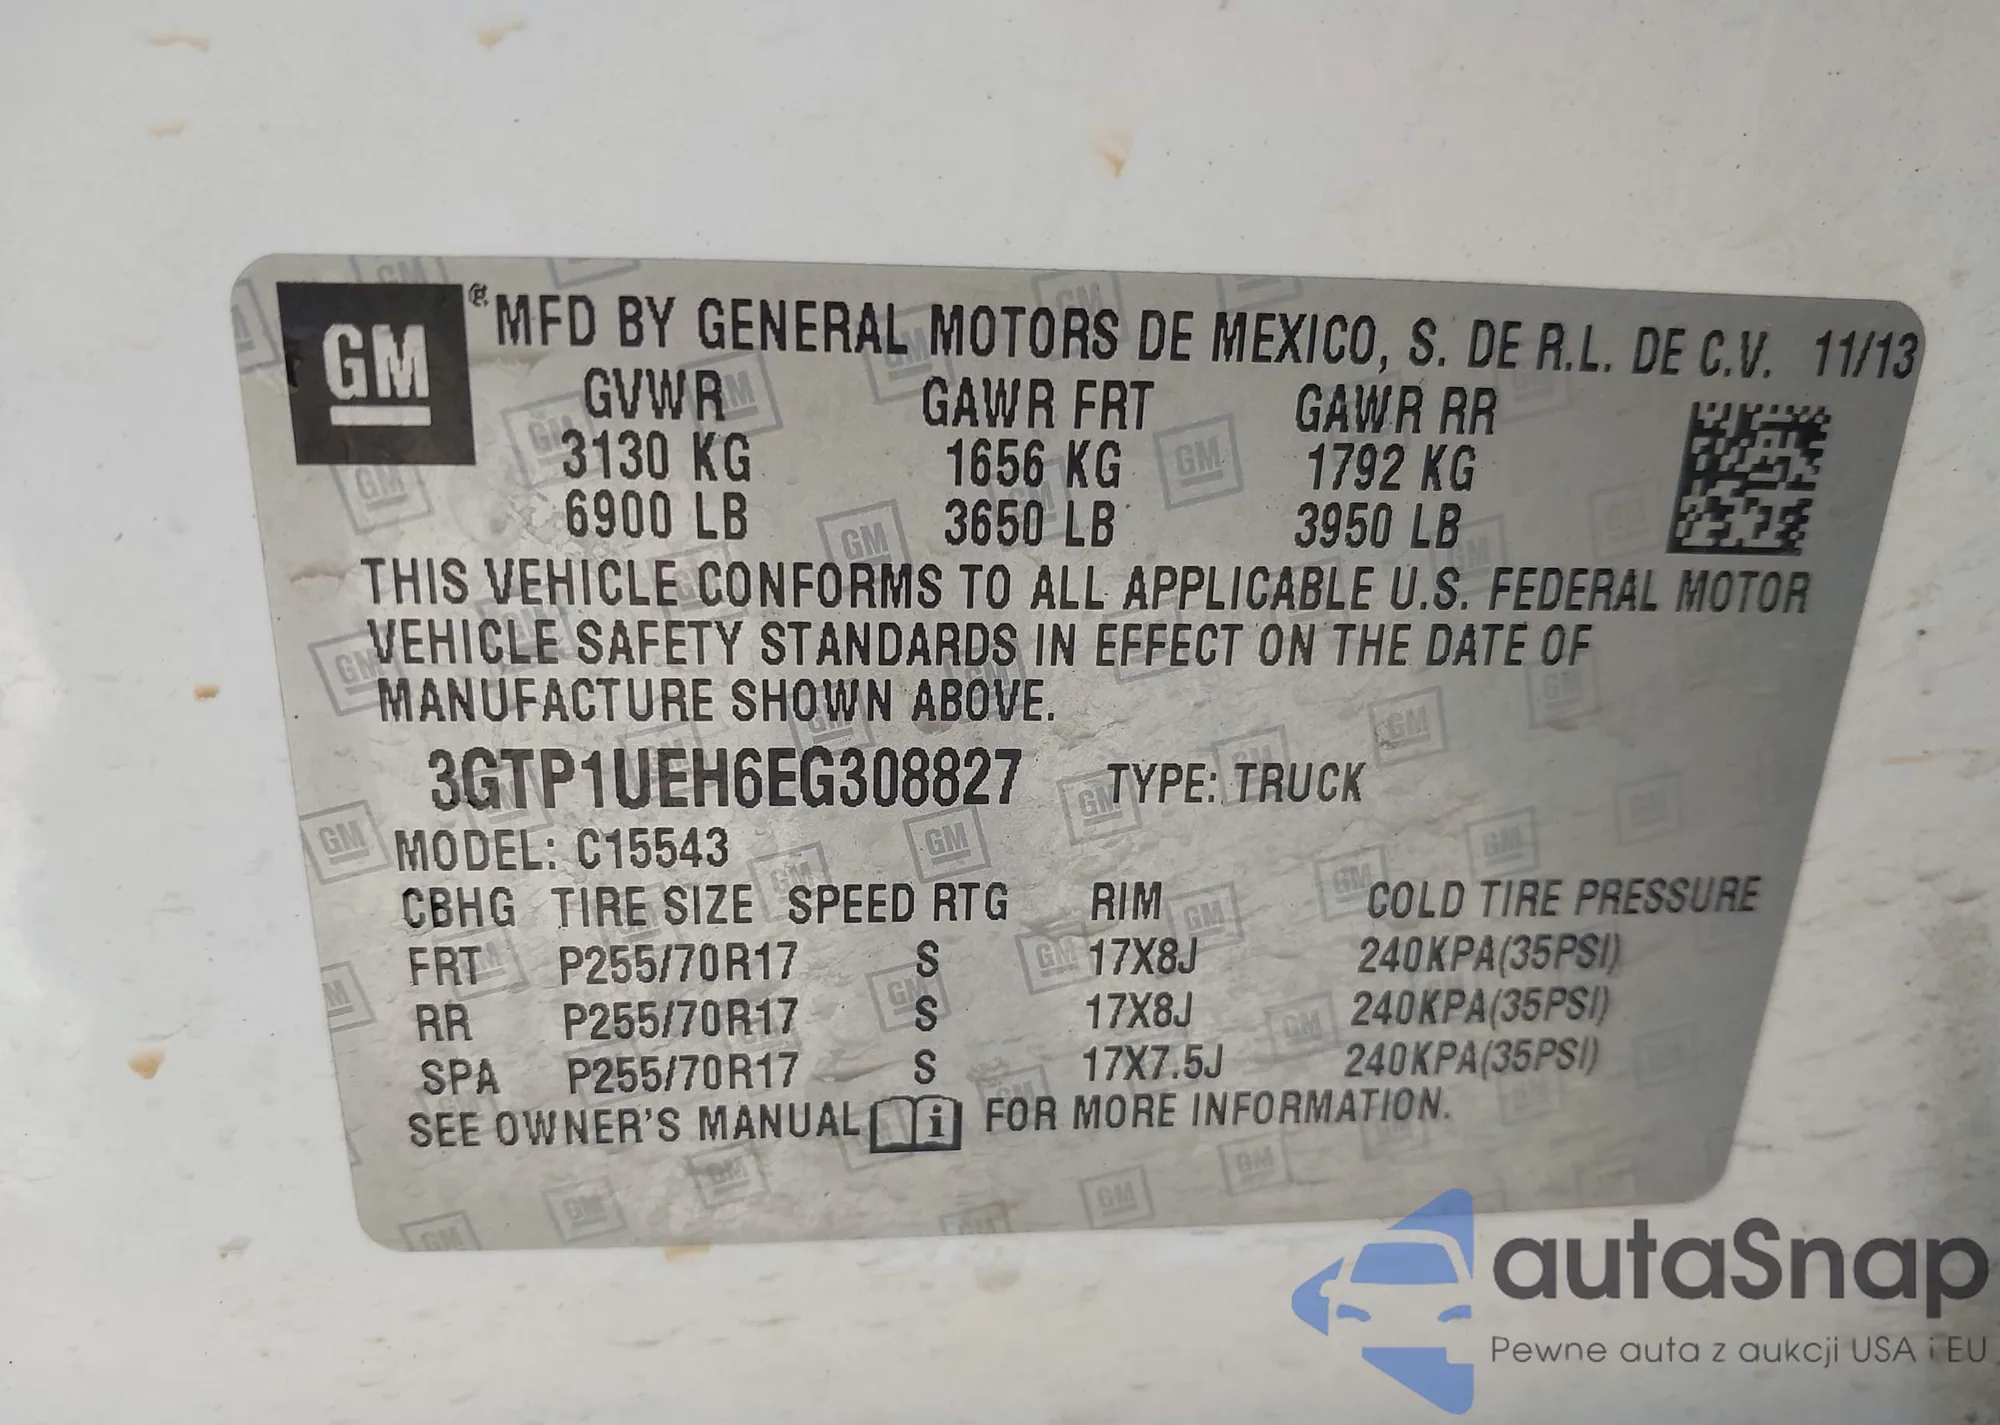 GM ® MFD BY GENERAL MOTORS DE MEXICO, S. DE R.L. DE C.V. 11/13
GVWR GAWR FRT GAWR RR
3130 KG 1656 KG 1792 KG
6900 LB 3650 LB 3950 LB
THIS VEHICLE CONFORMS TO ALL APPLICABLE U.S. FEDERAL MOTOR
VEHICLE SAFETY STANDARDS IN EFFECT ON THE DATE OF
MANUFACTURE SHOWN ABOVE.
3GTP1UEH6EG308827 TYPE: TRUCK
MODEL: C15543
CBHG TIRE SIZE SPEED RTG RIM COLD TIRE PRESSURE
FRT P255/70R17 S 17X8J 240KPA(35PSI)
RR P255/70R17 S 17X8J 240KPA(35PSI)
SPA P255/70R17 S 17X7.5J 240KPA(35PSI)
SEE OWNER'S MANUAL i FOR MORE INFORMATION.
autaSnap
Pewne auta z aukcji USA i EU